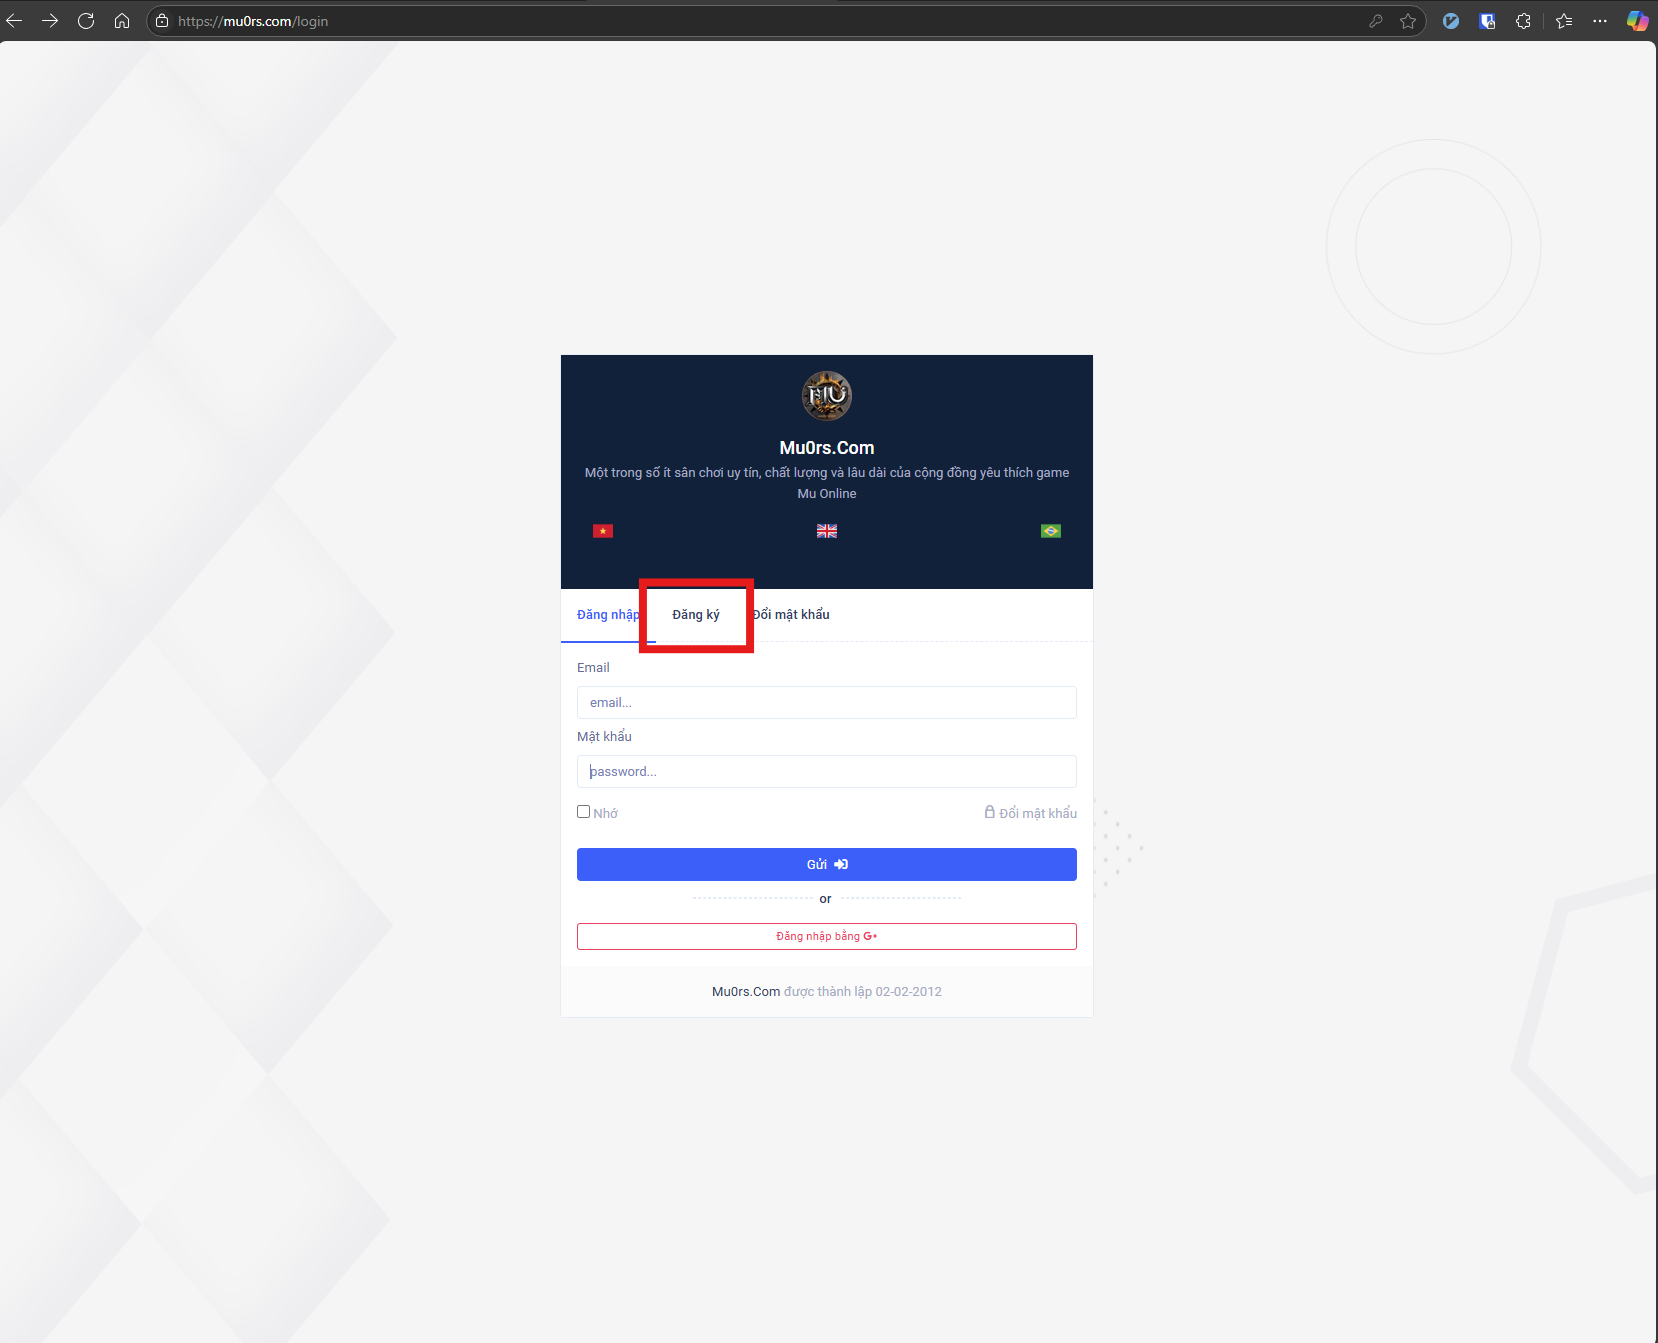 https://mu0rs.com/login
MU
Mu0rs.Com
Một trong số ít sân chơi uy tín, chất lượng và lâu dài của cộng đồng yêu thích game
Mu Online
Đăng nhập
Đăng ký
Đổi mật khẩu
Email
email...
Mật khẩu
password...
Nhớ
Đổi mật khẩu
Gửi
or
Đăng nhập bằng G+
Mu0rs.Com được thành lập 02-02-2012